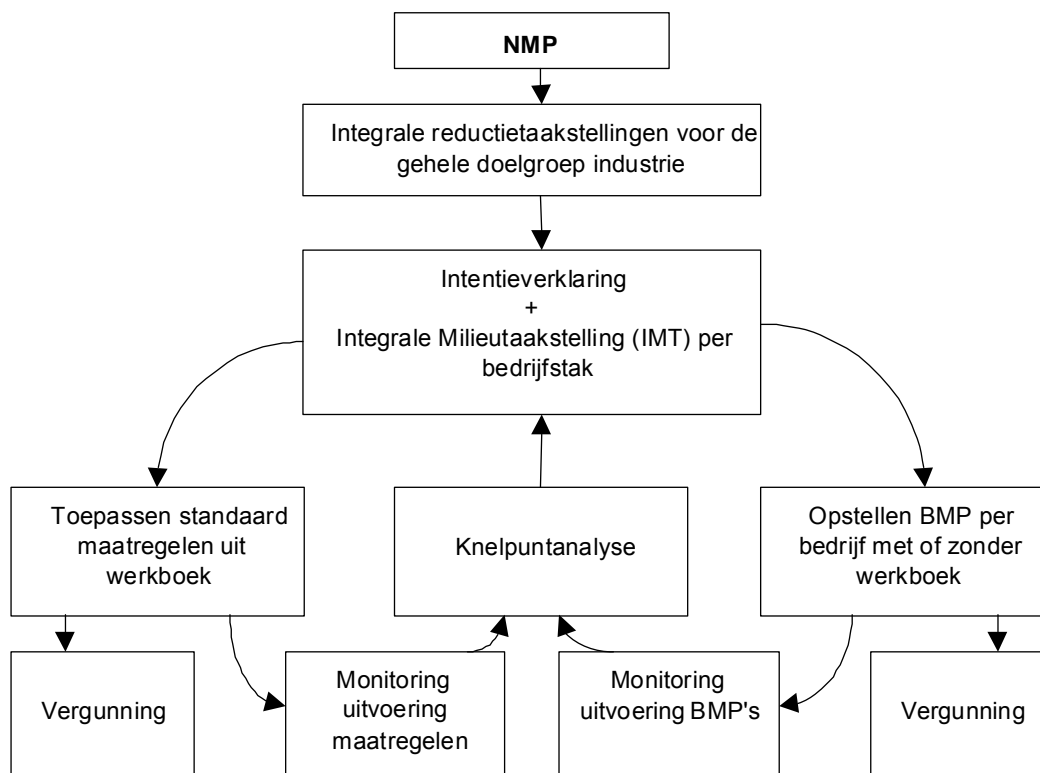 NMP
Integrale reductietaakstellingen voor de
gehele doelgroep industrie
Intentieverklaring
+
Integrale Milieutaakstelling (IMT) per
bedrijfstak
Toepassen standaard
maatregelen uit
werkboek
Knelpuntanalyse
Opstellen BMP per
bedrijf met of zonder
werkboek
Vergunning
Monitoring
uitvoering
maatregelen
Monitoring
uitvoering BMP's
Vergunning